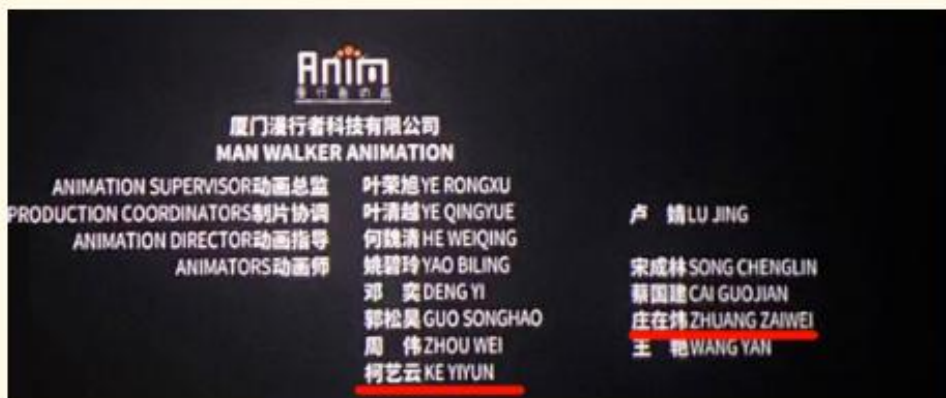 Anim
厦门漫行者科技有限公司
MAN WALKER ANIMATION
ANIMATION SUPERVISOR动画总监 叶荣旭YE RONGXU
PRODUCTION COORDINATORS制片协调 叶清越YE QINGYUE 卢 婧LU JING
ANIMATION DIRECTOR动画指导 何魏清HE WEIQING
ANIMATORS动画师 姚碧玲YAO BILING 宋成林SONG CHENGLIN
邓 奕DENG YI 蔡国建CAI GUOJIAN
郭松昊GUO SONGHAO 庄在炜ZHUANG ZAIWEI
周 伟ZHOU WEI 王 艳WANG YAN
柯艺云KE YIYUN